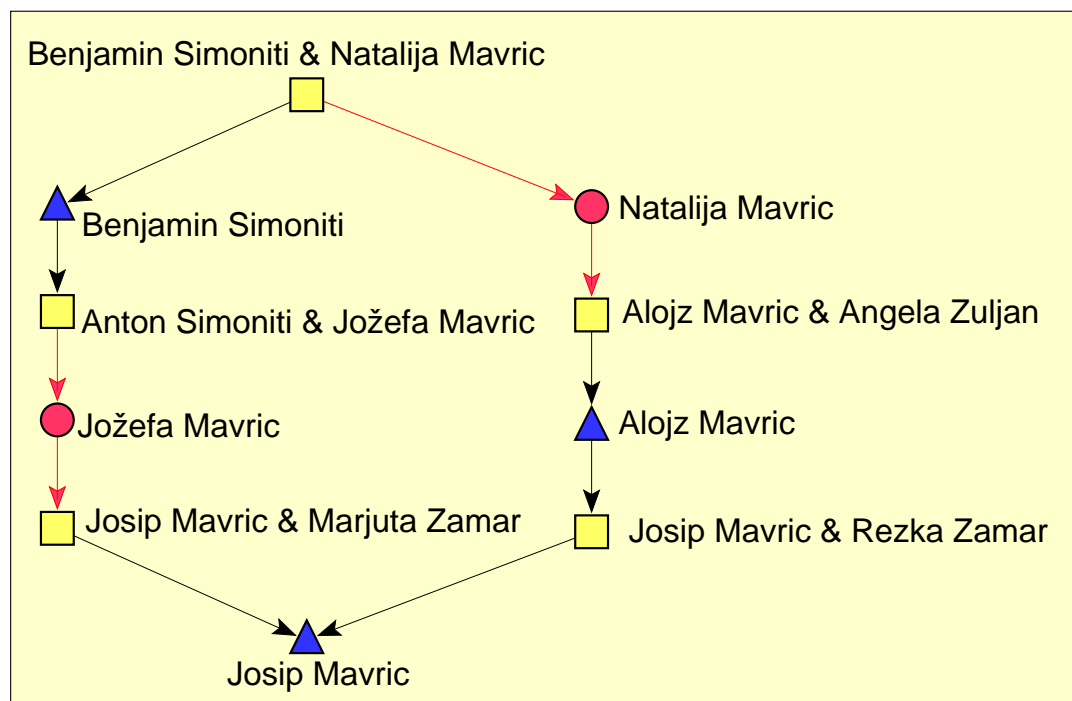 Benjamin Simoniti & Natalija Mavric
Benjamin Simoniti
Natalija Mavric
Anton Simoniti & Jožefa Mavric
Alojz Mavric & Angela Zuljan
Jožefa Mavric
Alojz Mavric
Josip Mavric & Marjuta Zamar
Josip Mavric & Rezka Zamar
Josip Mavric